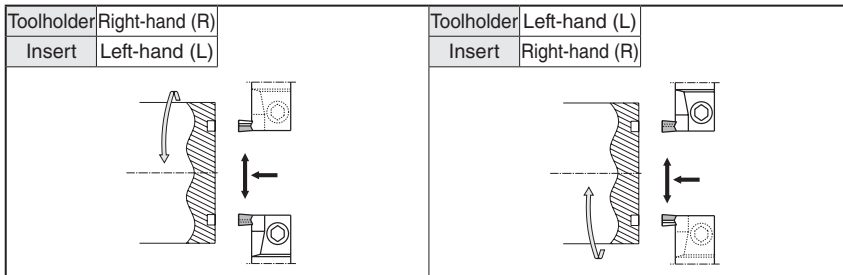 Toolholder Right-hand (R)
Insert Left-hand (L)
Toolholder Left-hand (L)
Insert Right-hand (R)